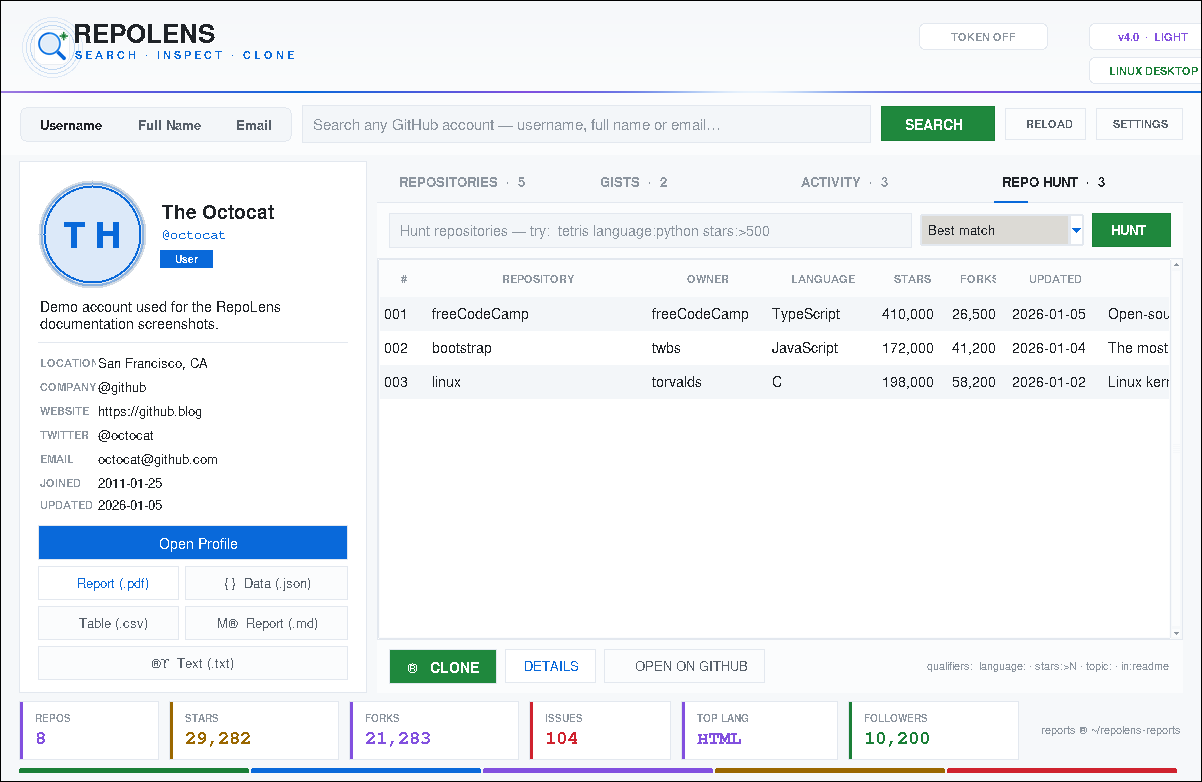 REPOLENS
SEARCH · INSPECT · CLONE
TOKEN OFF
v4.0 · LIGHT
LINUX DESKTOP
Username Full Name Email
Search any GitHub account — username, full name or email...
SEARCH
RELOAD
SETTINGS
T H
The Octocat
@octocat
User
Demo account used for the RepoLens
documentation screenshots.
LOCATION San Francisco, CA
COMPANY @github
WEBSITE https://github.blog
TWITTER @octocat
EMAIL octocat@github.com
JOINED 2011-01-25
UPDATED 2026-01-05
Open Profile
Report (.pdf)
{ } Data (.json)
Table (.csv)
M® Report (.md)
Text (.txt)
REPOSITORIES · 5 GISTS · 2 ACTIVITY · 3 REPO HUNT · 3
Hunt repositories — try: tetris language:python stars:>500
Best match
HUNT
# REPOSITORY OWNER LANGUAGE STARS FORKS UPDATED
001 freeCodeCamp freeCodeCamp TypeScript 410,000 26,500 2026-01-05 Open-sou
002 bootstrap twbs JavaScript 172,000 41,200 2026-01-04 The most
003 linux torvalds C 198,000 58,200 2026-01-02 Linux kern
® CLONE
DETAILS
OPEN ON GITHUB
qualifiers: language: · stars:>N · topic: · in:readme
REPOS
8
STARS
29,282
FORKS
21,283
ISSUES
104
TOP LANG
HTML
FOLLOWERS
10,200
reports ® ~/repolens-reports